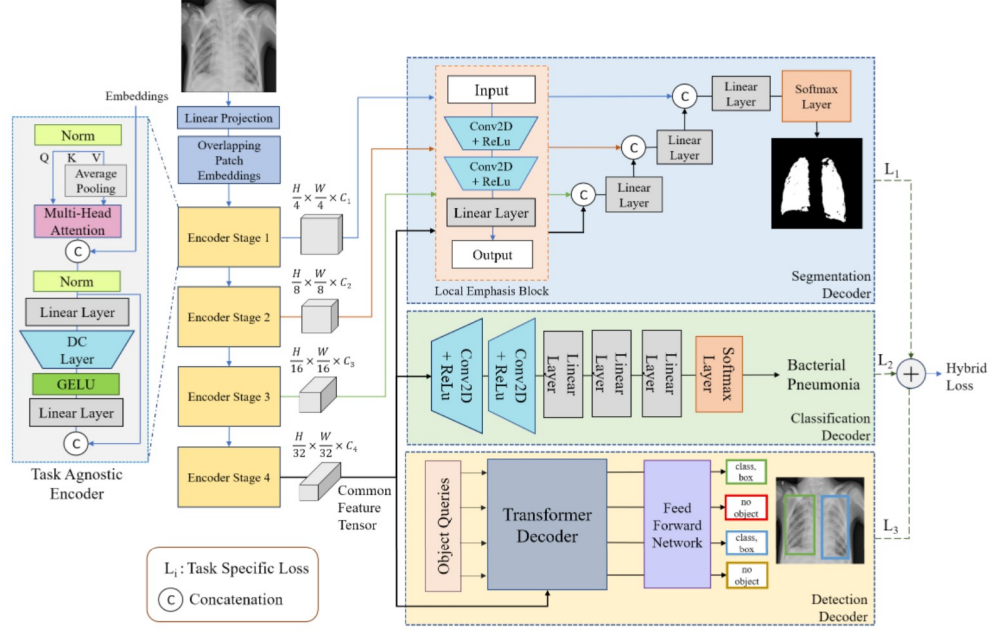 Embeddings
Norm
Q K V
Average
Pooling
Multi-Head
Attention
C
Norm
Linear Layer
DC
Layer
GELU
Linear Layer
C
Task Agnostic
Encoder
Linear Projection
Overlapping
Patch
Embeddings
Encoder Stage 1
H/4 × W/4 × C₁
Encoder Stage 2
H/8 × W/8 × C₂
Encoder Stage 3
H/16 × W/16 × C₃
Encoder Stage 4
H/32 × W/32 × C₄
Common
Feature
Tensor
Input
Conv2D
+ ReLu
Conv2D
+ ReLu
Linear Layer
Output
Local Emphasis Block
C
Linear
Layer
C
Linear
Layer
C
Linear
Layer
Softmax
Layer
Segmentation
Decoder
L₁
Conv2D
+ ReLu
Conv2D
+ ReLu
Linear
Layer
Linear
Layer
Linear
Layer
Softmax
Layer
Bacterial
Pneumonia
Classification
Decoder
L₂
+
Hybrid
Loss
Object Queries
Transformer
Decoder
Feed
Forward
Network
class,
box
no
object
class,
box
no
object
Detection
Decoder
L₃
Lᵢ : Task Specific Loss
C Concatenation